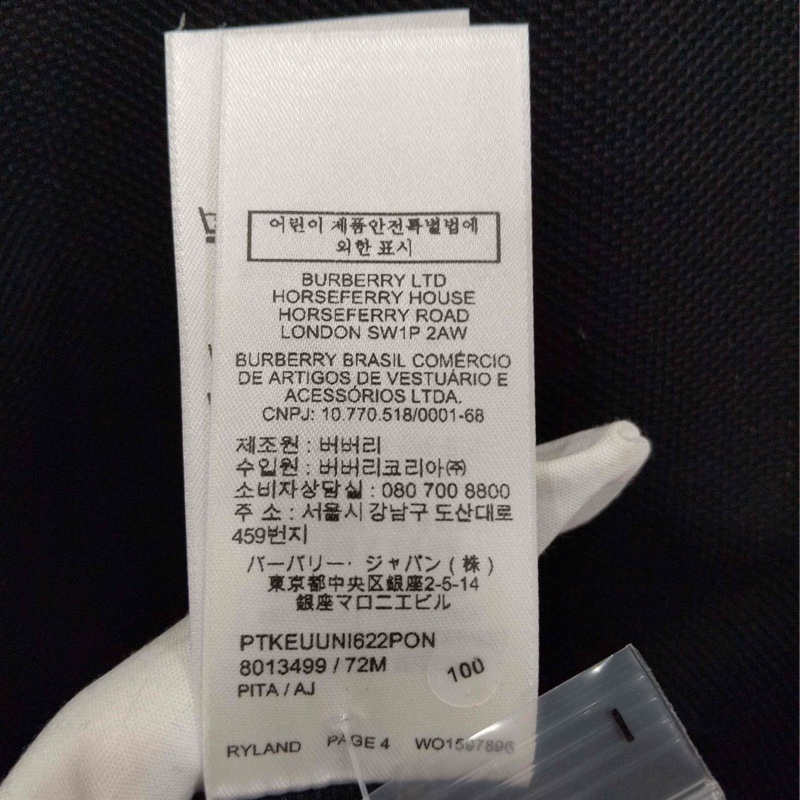 어린이 제품안전특별법에
의한 표시
BURBERRY LTD
HORSEFERRY HOUSE
HORSEFERRY ROAD
LONDON SW1P 2AW
BURBERRY BRASIL COMÉRCIO
DE ARTIGOS DE VESTUÁRIO E
ACESSÓRIOS LTDA.
CNPJ: 10.770.518/0001-68
제조원 : 버버리
수입원 : 버버리코리아㈜
소비자상담실 : 080 700 8800
주 소 : 서울시 강남구 도산대로
459번지
バーバリー・ジャパン ( 株 )
東京都中央区銀座2-5-14
銀座マロニエビル
PTKEUUNI622PON
8013499 / 72M
100
PITA / AJ
RYLAND PAGE 4 WO1597896